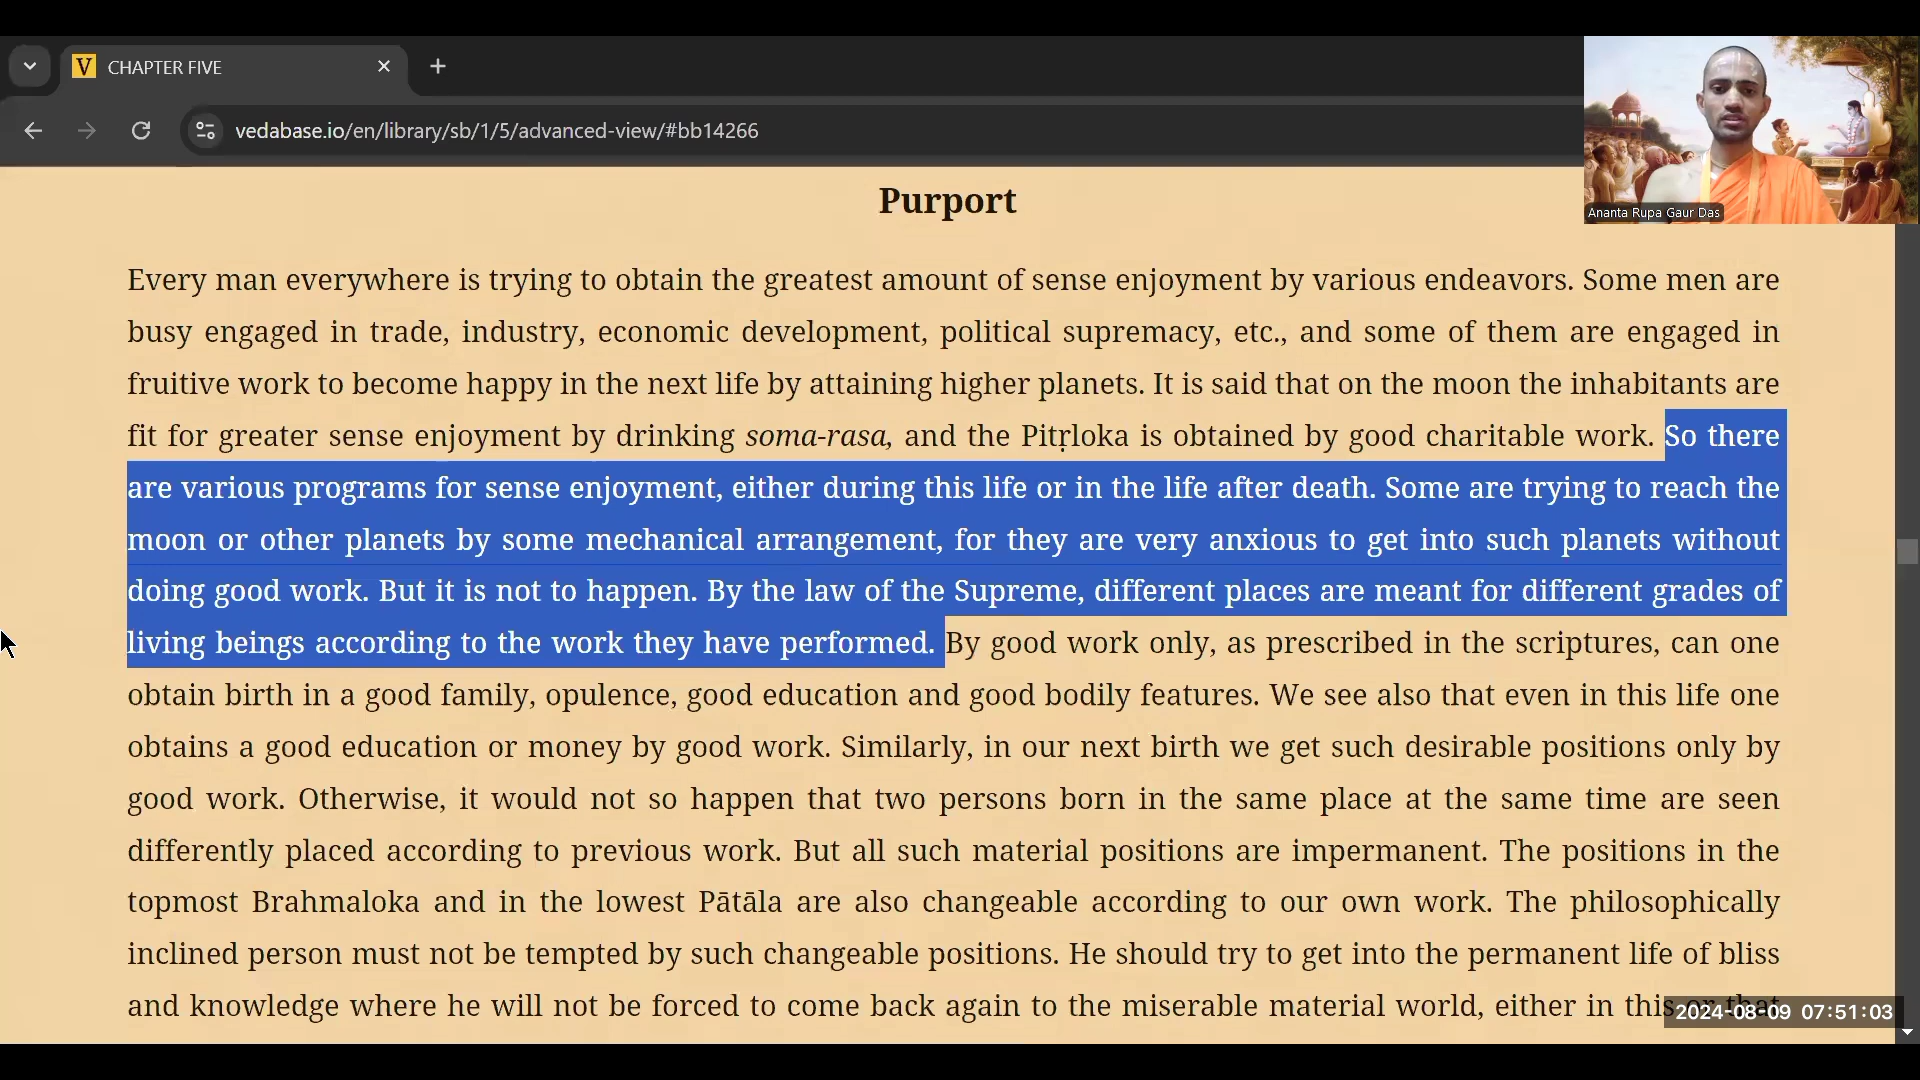 CHAPTER FIVE
vedabase.io/en/library/sb/1/5/advanced-view/#bb14266
Ananta Rupa Gaur Das
Purport
Every man everywhere is trying to obtain the greatest amount of sense enjoyment by various endeavors. Some men are
busy engaged in trade, industry, economic development, political supremacy, etc., and some of them are engaged in
fruitive work to become happy in the next life by attaining higher planets. It is said that on the moon the inhabitants are
fit for greater sense enjoyment by drinking soma-rasa, and the Pitṛloka is obtained by good charitable work. So there
are various programs for sense enjoyment, either during this life or in the life after death. Some are trying to reach the
moon or other planets by some mechanical arrangement, for they are very anxious to get into such planets without
doing good work. But it is not to happen. By the law of the Supreme, different places are meant for different grades of
living beings according to the work they have performed. By good work only, as prescribed in the scriptures, can one
obtain birth in a good family, opulence, good education and good bodily features. We see also that even in this life one
obtains a good education or money by good work. Similarly, in our next birth we get such desirable positions only by
good work. Otherwise, it would not so happen that two persons born in the same place at the same time are seen
differently placed according to previous work. But all such material positions are impermanent. The positions in the
topmost Brahmaloka and in the lowest Pātāla are also changeable according to our own work. The philosophically
inclined person must not be tempted by such changeable positions. He should try to get into the permanent life of bliss
and knowledge where he will not be forced to come back again to the miserable material world, either in this or that
2024-08-09 07:51:03